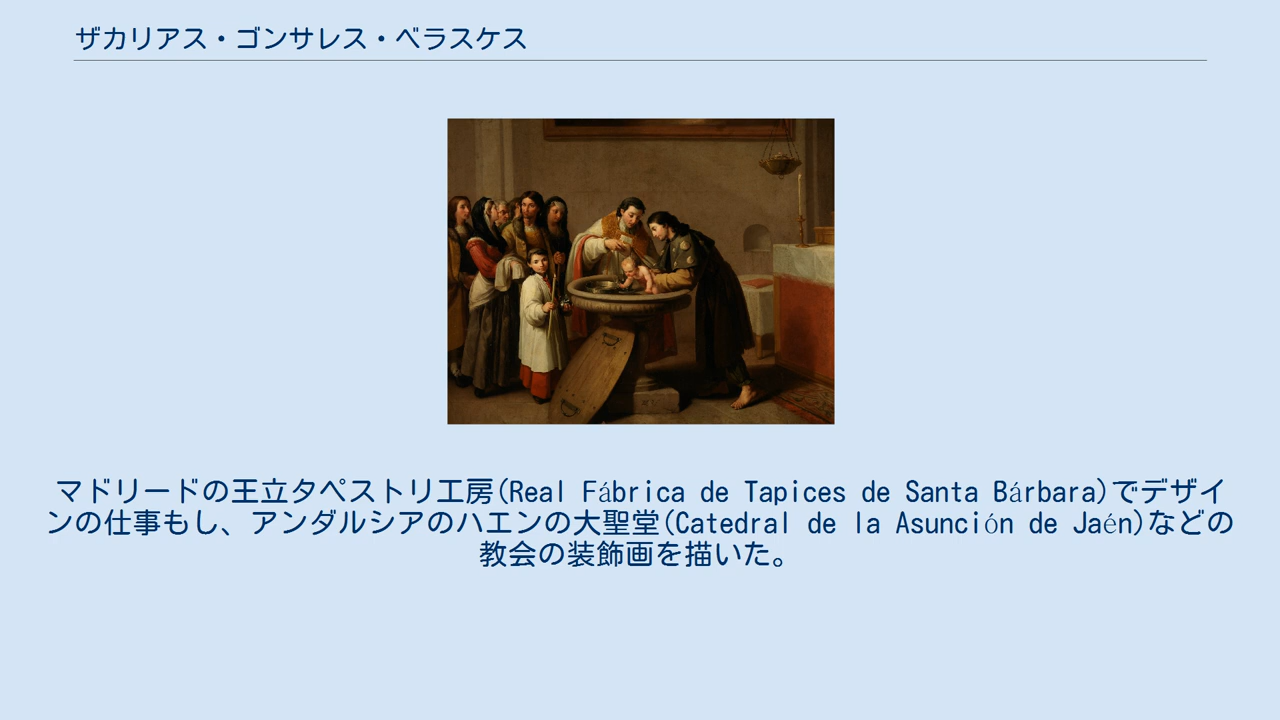 ザカリアス・ゴンサレス・ベラスケス
マドリードの王立タペストリ工房(Real Fábrica de Tapices de Santa Bárbara)でデザイ
ンの仕事もし、アンダルシアのハエンの大聖堂(Catedral de la Asunción de Jaén)などの
教会の装飾画を描いた。